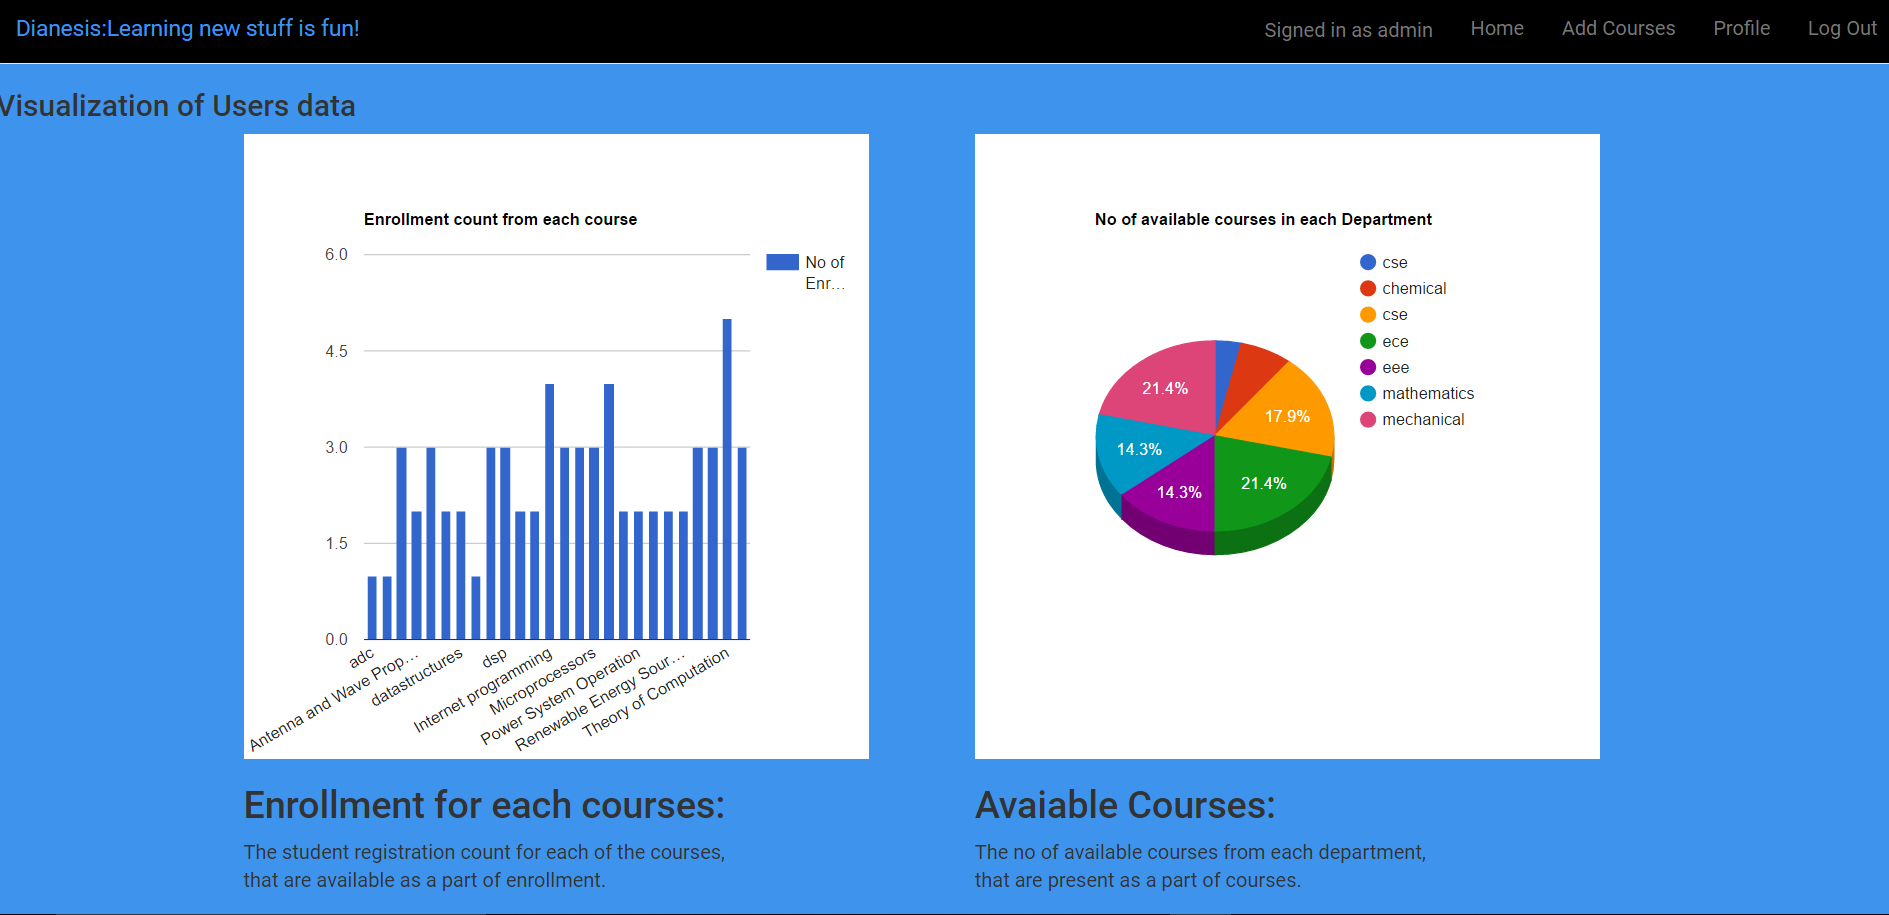 Dianesis:Learning new stuff is fun!
Signed in as admin
Home
Add Courses
Profile
Log Out
Visualization of Users data
Enrollment count from each course
6.0
4.5
3.0
1.5
0.0
No of
Enr...
adc
Antenna and Wave Prop...
datastructures
dsp
Internet programming
Microprocessors
Power System Operation
Renewable Energy Sour...
Theory of Computation
No of available courses in each Department
cse
chemical
cse
ece
eee
mathematics
mechanical
21.4%
17.9%
14.3%
14.3%
21.4%
Enrollment for each courses:
The student registration count for each of the courses,
that are available as a part of enrollment.
Avaiable Courses:
The no of available courses from each department,
that are present as a part of courses.